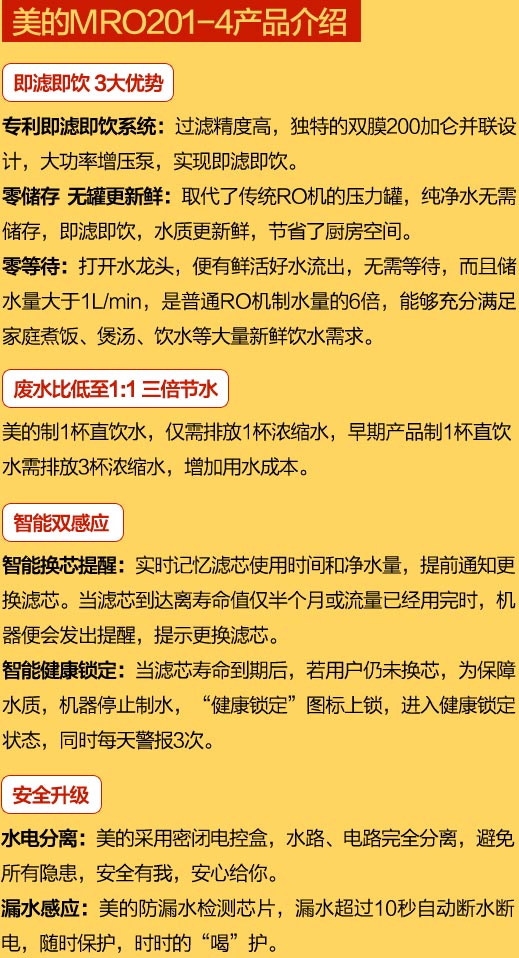 美的MRO201-4产品介绍
即滤即饮 3大优势
专利即滤即饮系统：过滤精度高，独特的双膜200加仑并联设
计，大功率增压泵，实现即滤即饮。
零储存 无罐更新鲜：取代了传统RO机的压力罐，纯净水无需
储存，即滤即饮，水质更新鲜，节省了厨房空间。
零等待：打开水龙头，便有鲜活好水流出，无需等待，而且储
水量大于1L/min，是普通RO机制水量的6倍，能够充分满足
家庭煮饭、煲汤、饮水等大量新鲜饮水需求。
废水比低至1:1 三倍节水
美的制1杯直饮水，仅需排放1杯浓缩水，早期产品制1杯直饮
水需排放3杯浓缩水，增加用水成本。
智能双感应
智能换芯提醒：实时记忆滤芯使用时间和净水量，提前通知更
换滤芯。当滤芯到达离寿命值仅半个月或流量已经用完时，机
器便会发出提醒，提示更换滤芯。
智能健康锁定：当滤芯寿命到期后，若用户仍未换芯，为保障
水质，机器停止制水，“健康锁定”图标上锁，进入健康锁定
状态，同时每天警报3次。
安全升级
水电分离：美的采用密闭电控盒，水路、电路完全分离，避免
所有隐患，安全有我，安心给你。
漏水感应：美的防漏水检测芯片，漏水超过10秒自动断水断
电，随时保护，时时的“喝”护。